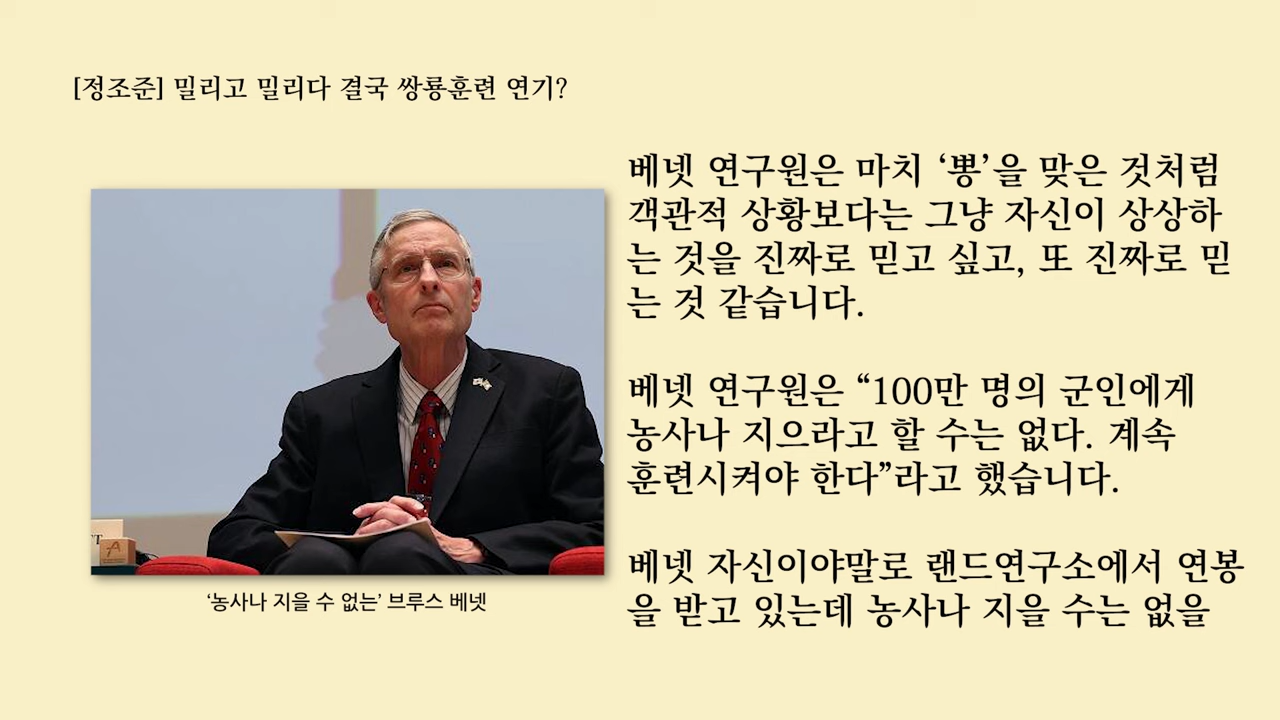 [정조준] 밀리고 밀리다 결국 쌍룡훈련 연기?
베넷 연구원은 마치 ‘뽕’을 맞은 것처럼
객관적 상황보다는 그냥 자신이 상상하
는 것을 진짜로 믿고 싶고, 또 진짜로 믿
는 것 같습니다.
베넷 연구원은 “100만 명의 군인에게
농사나 지으라고 할 수는 없다. 계속
훈련시켜야 한다”라고 했습니다.
베넷 자신이야말로 랜드연구소에서 연봉
을 받고 있는데 농사나 지을 수는 없을
‘농사나 지을 수 없는’ 브루스 베넷